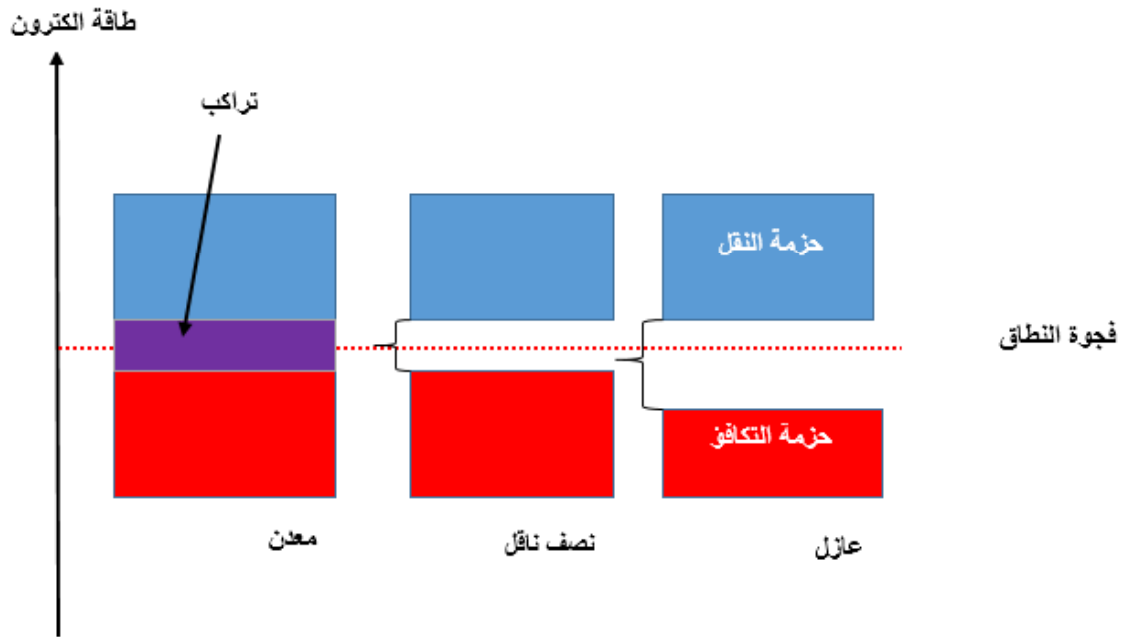 طاقة الكترون
تراكب
حزمة النقل
فجوة النطاق
حزمة التكافؤ
معدن
نصف ناقل
عازل